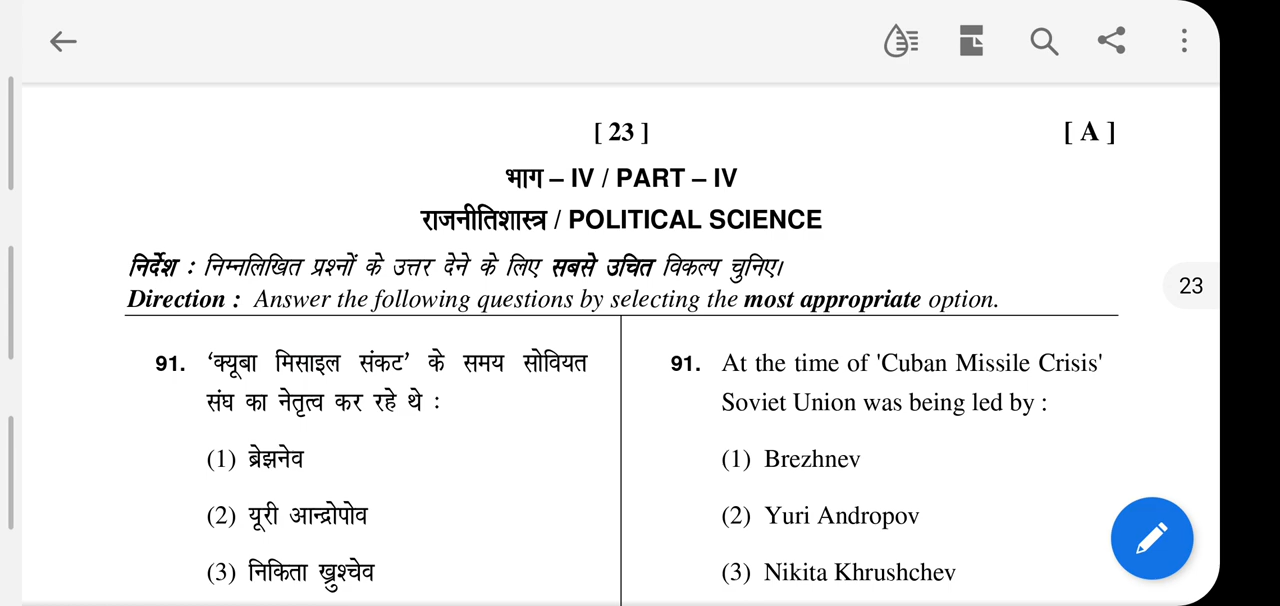 [ 23 ]
[ A ]
भाग – IV / PART – IV
राजनीतिशास्त्र / POLITICAL SCIENCE
निर्देश : निम्नलिखित प्रश्नों के उत्तर देने के लिए सबसे उचित विकल्प चुनिए।
Direction : Answer the following questions by selecting the most appropriate option.
23
91. ‘क्यूबा मिसाइल संकट’ के समय सोवियत
संघ का नेतृत्व कर रहे थे :
(1) ब्रेझनेव
(2) यूरी आन्द्रोपोव
(3) निकिता ख्रुश्चेव
91. At the time of 'Cuban Missile Crisis'
Soviet Union was being led by :
(1) Brezhnev
(2) Yuri Andropov
(3) Nikita Khrushchev